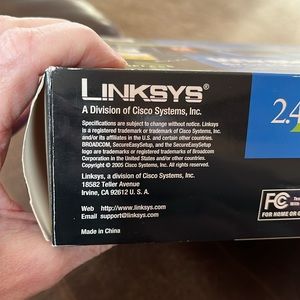 LINKSYS®
A Division of Cisco Systems, Inc.
Specifications are subject to change without notice. Linksys
is a registered trademark or trademark of Cisco Systems, Inc.
and/or its affiliates in the U.S. and certain other countries.
BROADCOM, SecureEasySetup, and the SecureEasySetup
logo are trademarks or registered trademarks of Broadcom
Corporation in the United States and/or other countries.
Copyright © 2005 Cisco Systems, Inc. All rights reserved.
Linksys, a division of Cisco Systems, Inc.
18582 Teller Avenue
Irvine, CA 92612 U. S. A.
Web http://www.linksys.com
Email support@linksys.com
Made in China
2.4
FC
FOR HOME OR